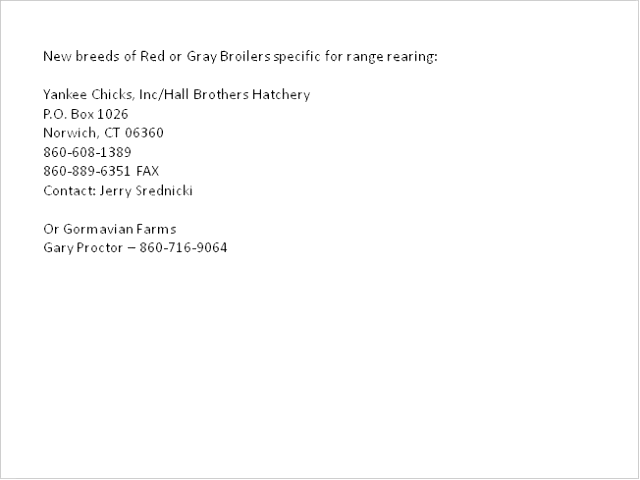 New breeds of Red or Gray Broilers specific for range rearing:
Yankee Chicks, Inc/Hall Brothers Hatchery
P.O. Box 1026
Norwich, CT 06360
860-608-1389
860-889-6351 FAX
Contact: Jerry Srednicki
Or Gormavian Farms
Gary Proctor – 860-716-9064